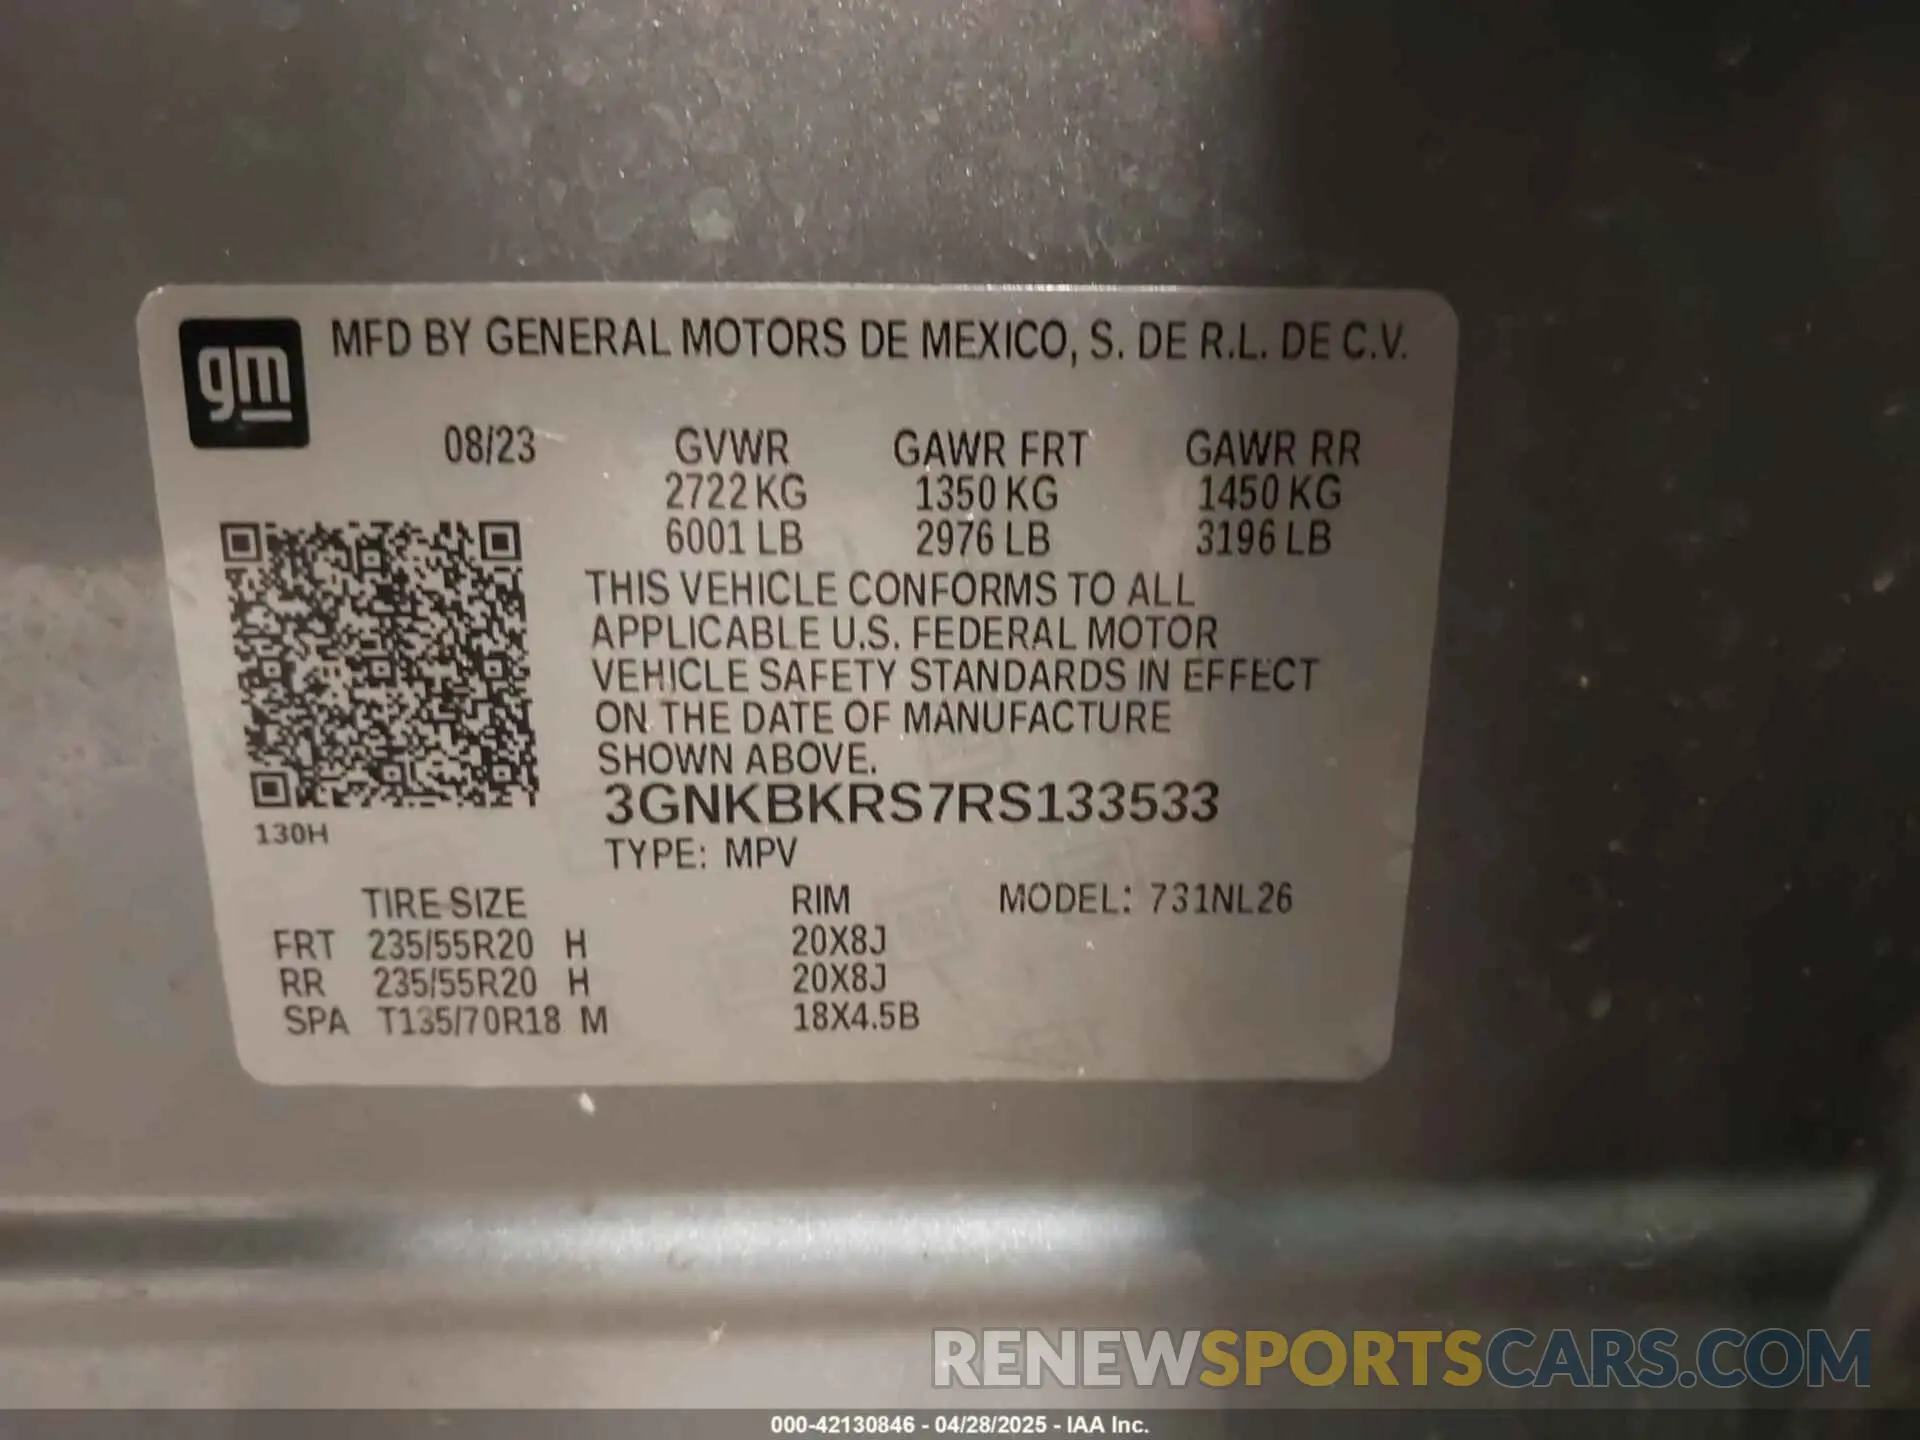 gm MFD BY GENERAL MOTORS DE MEXICO, S. DE R.L. DE C.V.
08/23 GVWR GAWR FRT GAWR RR
2722 KG 1350 KG 1450 KG
6001 LB 2976 LB 3196 LB
THIS VEHICLE CONFORMS TO ALL
APPLICABLE U.S. FEDERAL MOTOR
VEHICLE SAFETY STANDARDS IN EFFECT
ON THE DATE OF MANUFACTURE
SHOWN ABOVE.
3GNKBKRS7RS133533
130H
TYPE: MPV
TIRE SIZE RIM MODEL: 731NL26
FRT 235/55R20 H 20X8J
RR 235/55R20 H 20X8J
SPA T135/70R18 M 18X4.5B
RENEWSPORTSCARS.COM
000-42130846 - 04/28/2025 - IAA Inc.